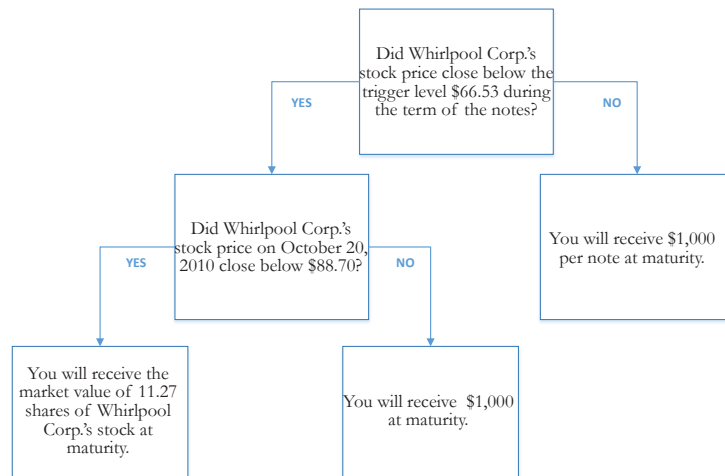 Did Whirlpool Corp.'s
stock price close below the
trigger level $66.53 during
the term of the notes?
YES
NO
Did Whirlpool Corp.'s
stock price on October 20,
2010 close below $88.70?
You will receive $1,000
per note at maturity.
YES
NO
You will receive the
market value of 11.27
shares of Whirlpool
Corp.'s stock at
maturity.
You will receive $1,000
at maturity.